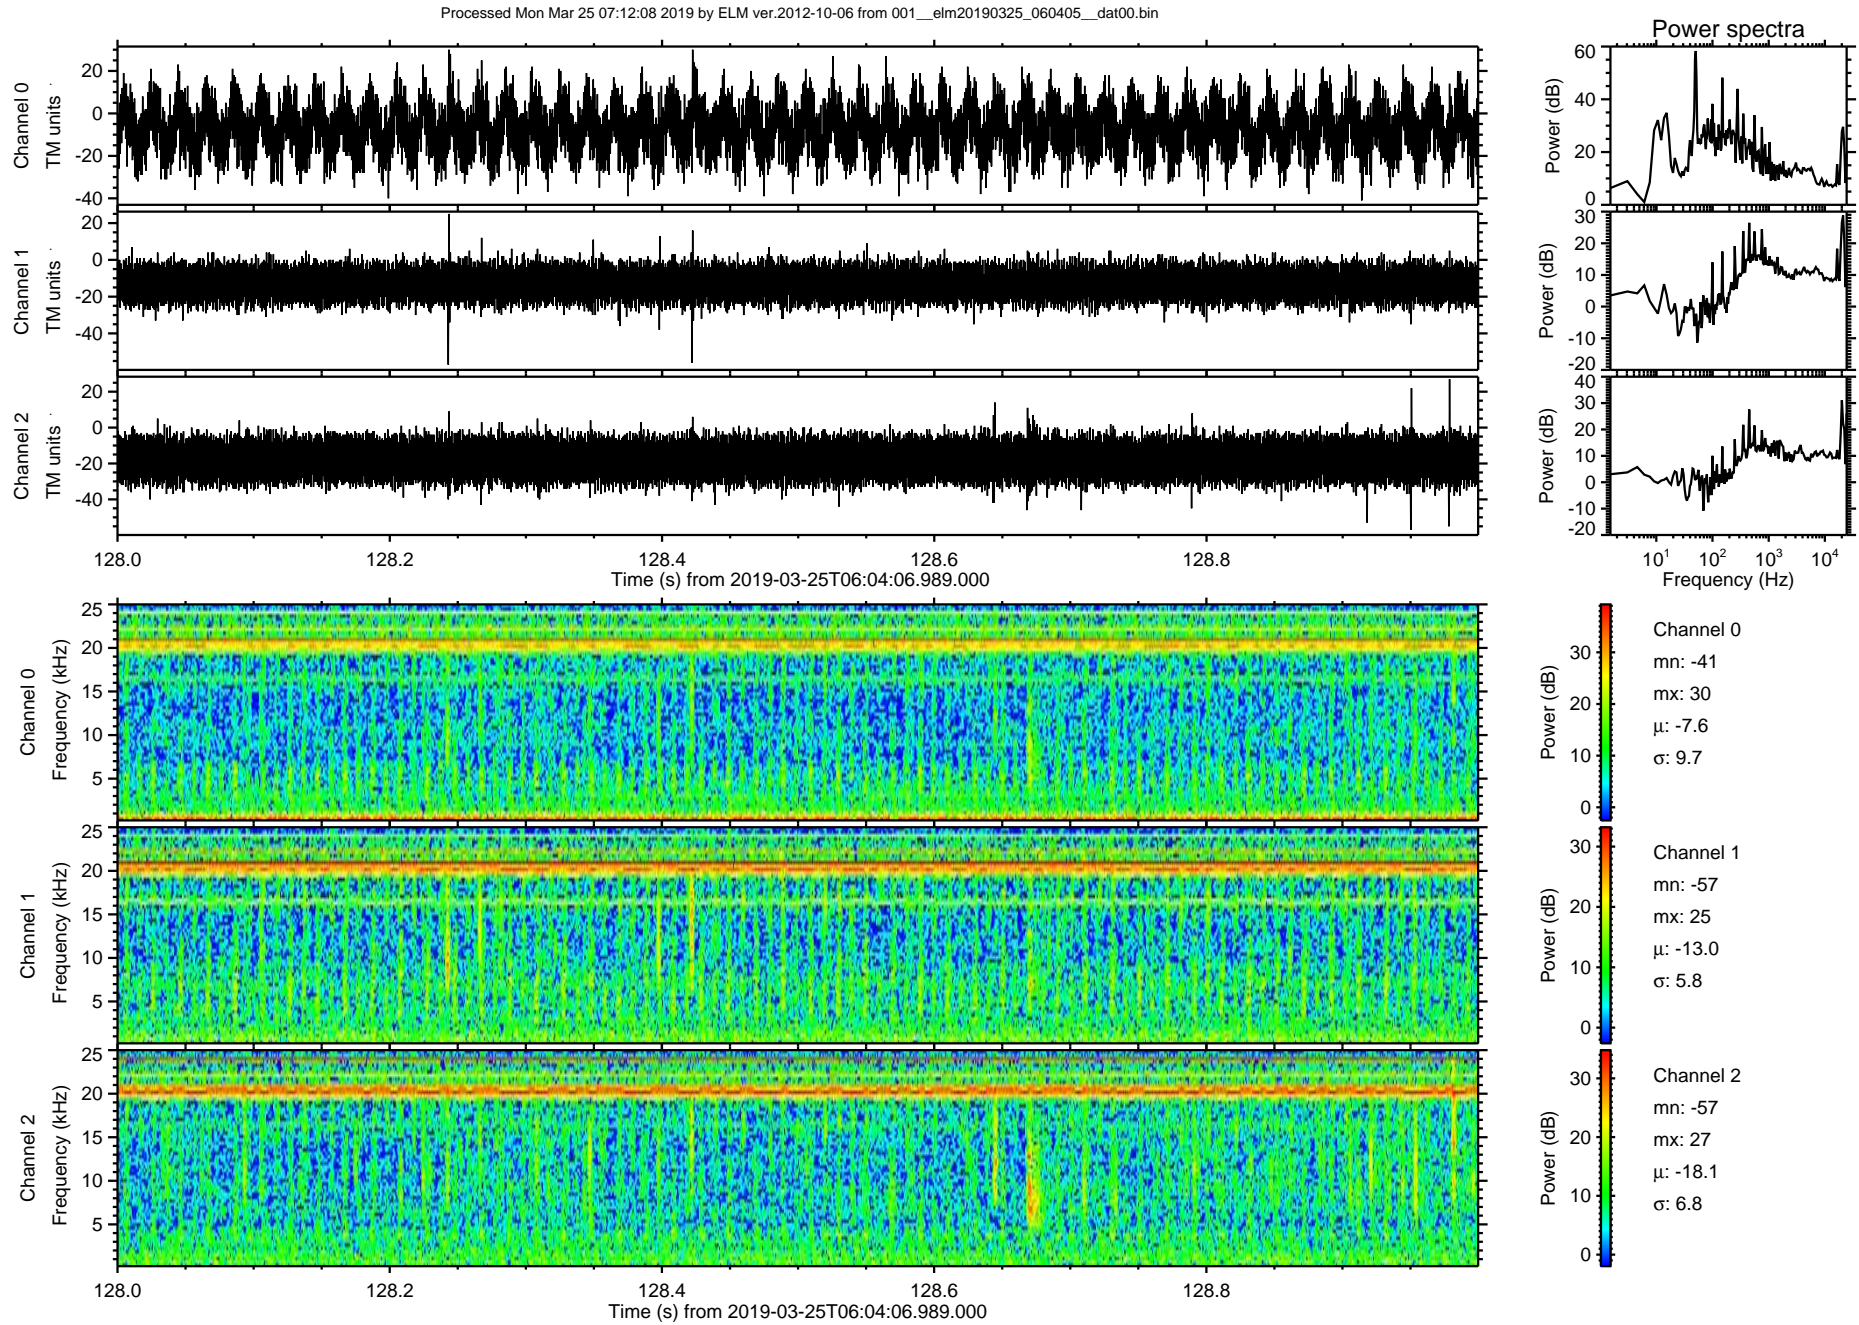 Processed Mon Mar 25 07:12:08 2019 by ELM ver.2012-10-06 from 001__elm20190325_060405__dat00.bin
Power spectra
Channel 0
TM units
20
0
-20
-40
Power (dB)
60
40
20
0
Channel 1
TM units
20
0
-20
-40
Power (dB)
30
20
10
0
-10
-20
Channel 2
TM units
20
0
-20
-40
Power (dB)
40
30
20
10
0
-10
-20
128.0 128.2 128.4 128.6 128.8
Time (s) from 2019-03-25T06:04:06.989.000
10¹ 10² 10³ 10⁴
Frequency (Hz)
Channel 0
Frequency (kHz)
25
20
15
10
5
Power (dB)
30
20
10
0
Channel 0
mn: -41
mx: 30
µ: -7.6
σ: 9.7
Channel 1
Frequency (kHz)
25
20
15
10
5
Power (dB)
30
20
10
0
Channel 1
mn: -57
mx: 25
µ: -13.0
σ: 5.8
Channel 2
Frequency (kHz)
25
20
15
10
5
Power (dB)
30
20
10
0
Channel 2
mn: -57
mx: 27
µ: -18.1
σ: 6.8
128.0 128.2 128.4 128.6 128.8
Time (s) from 2019-03-25T06:04:06.989.000